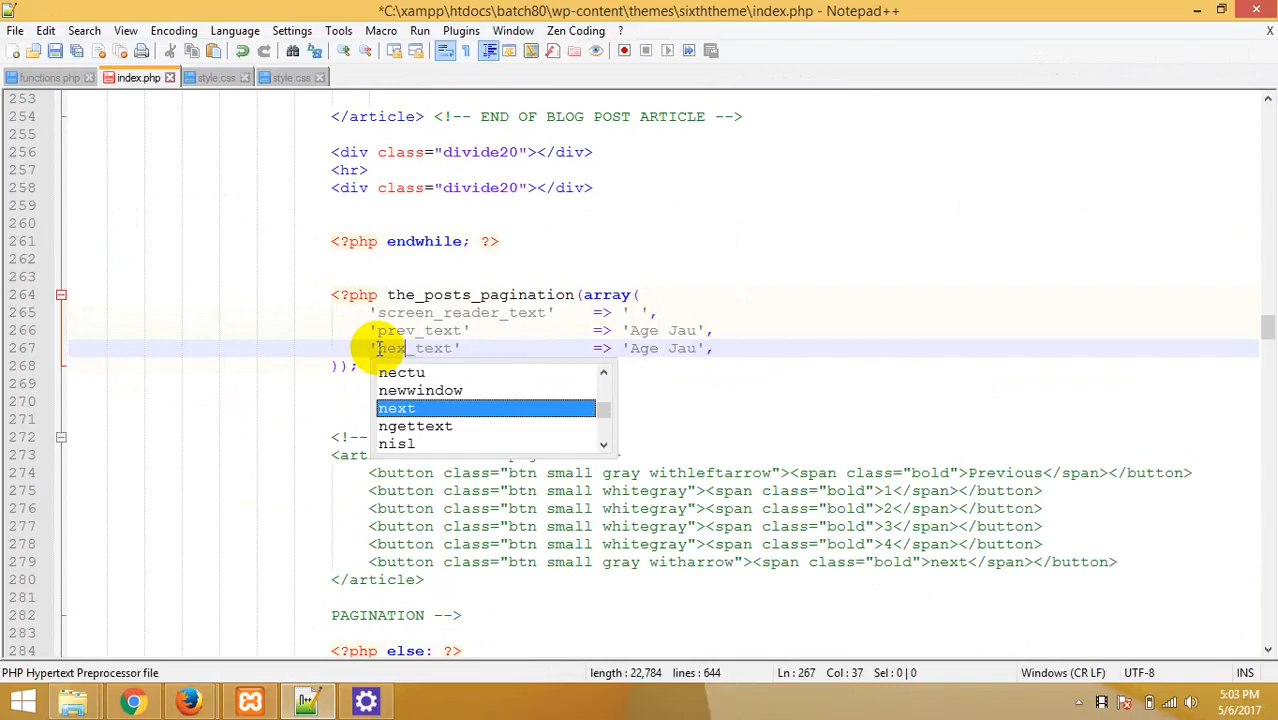 *C:\xampp\htdocs\batch80\wp-content\themes\sixththeme\index.php - Notepad++
File Edit Search View Encoding Language Settings Tools Macro Run Plugins Window Zen Coding ? X
functions.php index.php style.css style.css
253
254 </article> <!-- END OF BLOG POST ARTICLE -->
255
256 <div class="divide20"></div>
257 <hr>
258 <div class="divide20"></div>
259
260
261 <?php endwhile; ?>
262
263
264 <?php the_posts_pagination(array(
265 'screen_reader_text' => ' ',
266 'prev_text' => 'Age Jau',
267 'nex_text' => 'Age Jau',
268 ));
269 nectu
newwindow
270 next
271 ngettext
272 <!-- nisl
273 <ar
274 <button class="btn small gray withleftarrow"><span class="bold">Previous</span></button>
275 <button class="btn small whitegray"><span class="bold">1</span></button>
276 <button class="btn small whitegray"><span class="bold">2</span></button>
277 <button class="btn small whitegray"><span class="bold">3</span></button>
278 <button class="btn small whitegray"><span class="bold">4</span></button>
279 <button class="btn small gray witharrow"><span class="bold">next</span></button>
280 </article>
281
282 PAGINATION -->
283
284 <?php else: ?>
PHP Hypertext Preprocessor file length : 22,784 lines : 644 Ln : 267 Col : 37 Sel : 0 | 0 Windows (CR LF) UTF-8 INS
5:03 PM
5/6/2017